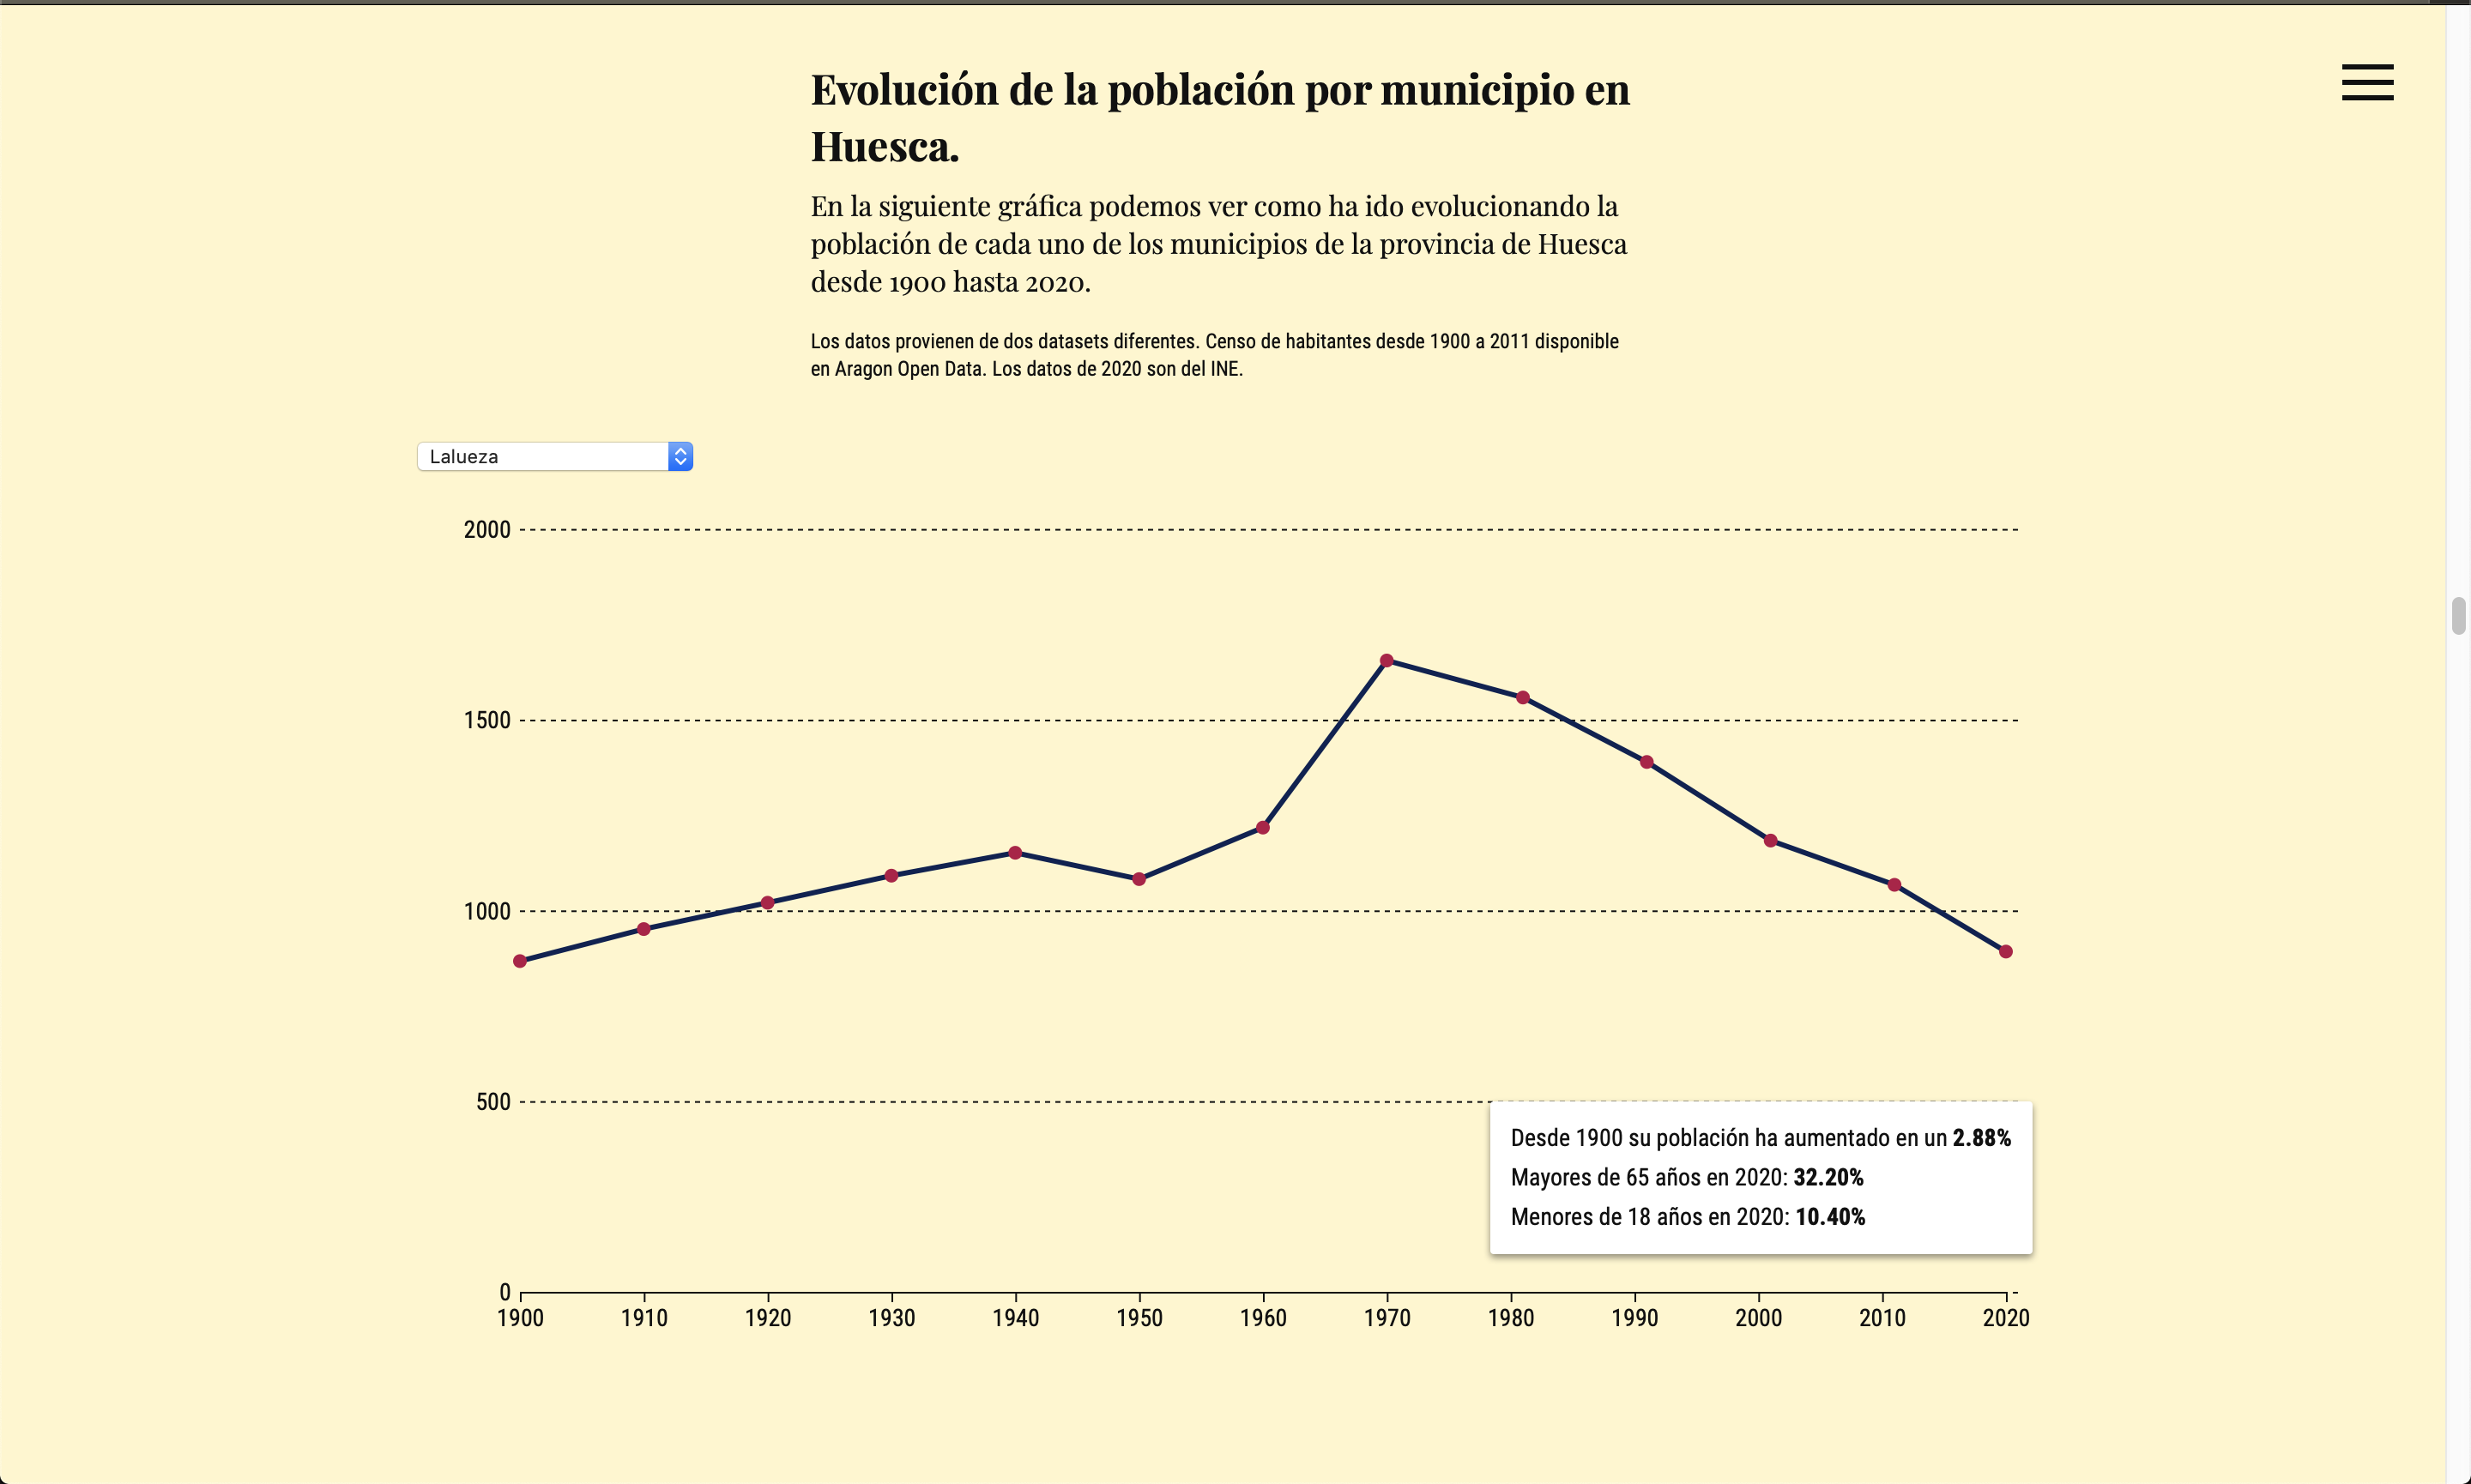 Evolución de la población por municipio en
Huesca.
En la siguiente gráfica podemos ver como ha ido evolucionando la
población de cada uno de los municipios de la provincia de Huesca
desde 1900 hasta 2020.
Los datos provienen de dos datasets diferentes. Censo de habitantes desde 1900 a 2011 disponible
en Aragon Open Data. Los datos de 2020 son del INE.
Lalueza
2000
1500
1000
500
Desde 1900 su población ha aumentado en un 2.88%
Mayores de 65 años en 2020: 32.20%
Menores de 18 años en 2020: 10.40%
0
1900 1910 1920 1930 1940 1950 1960 1970 1980 1990 2000 2010 2020